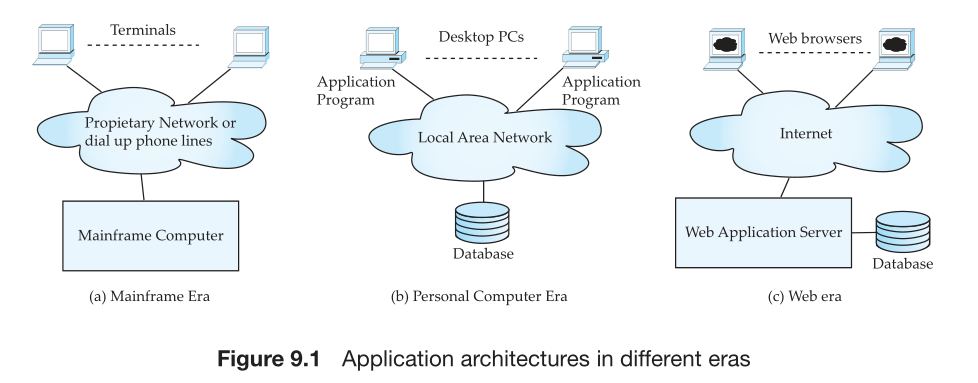 Terminals
Propietary Network or
dial up phone lines
Mainframe Computer
(a) Mainframe Era
Desktop PCs
Application
Program
Application
Program
Local Area Network
Database
(b) Personal Computer Era
Web browsers
Internet
Web Application Server
Database
(c) Web era
Figure 9.1 Application architectures in different eras